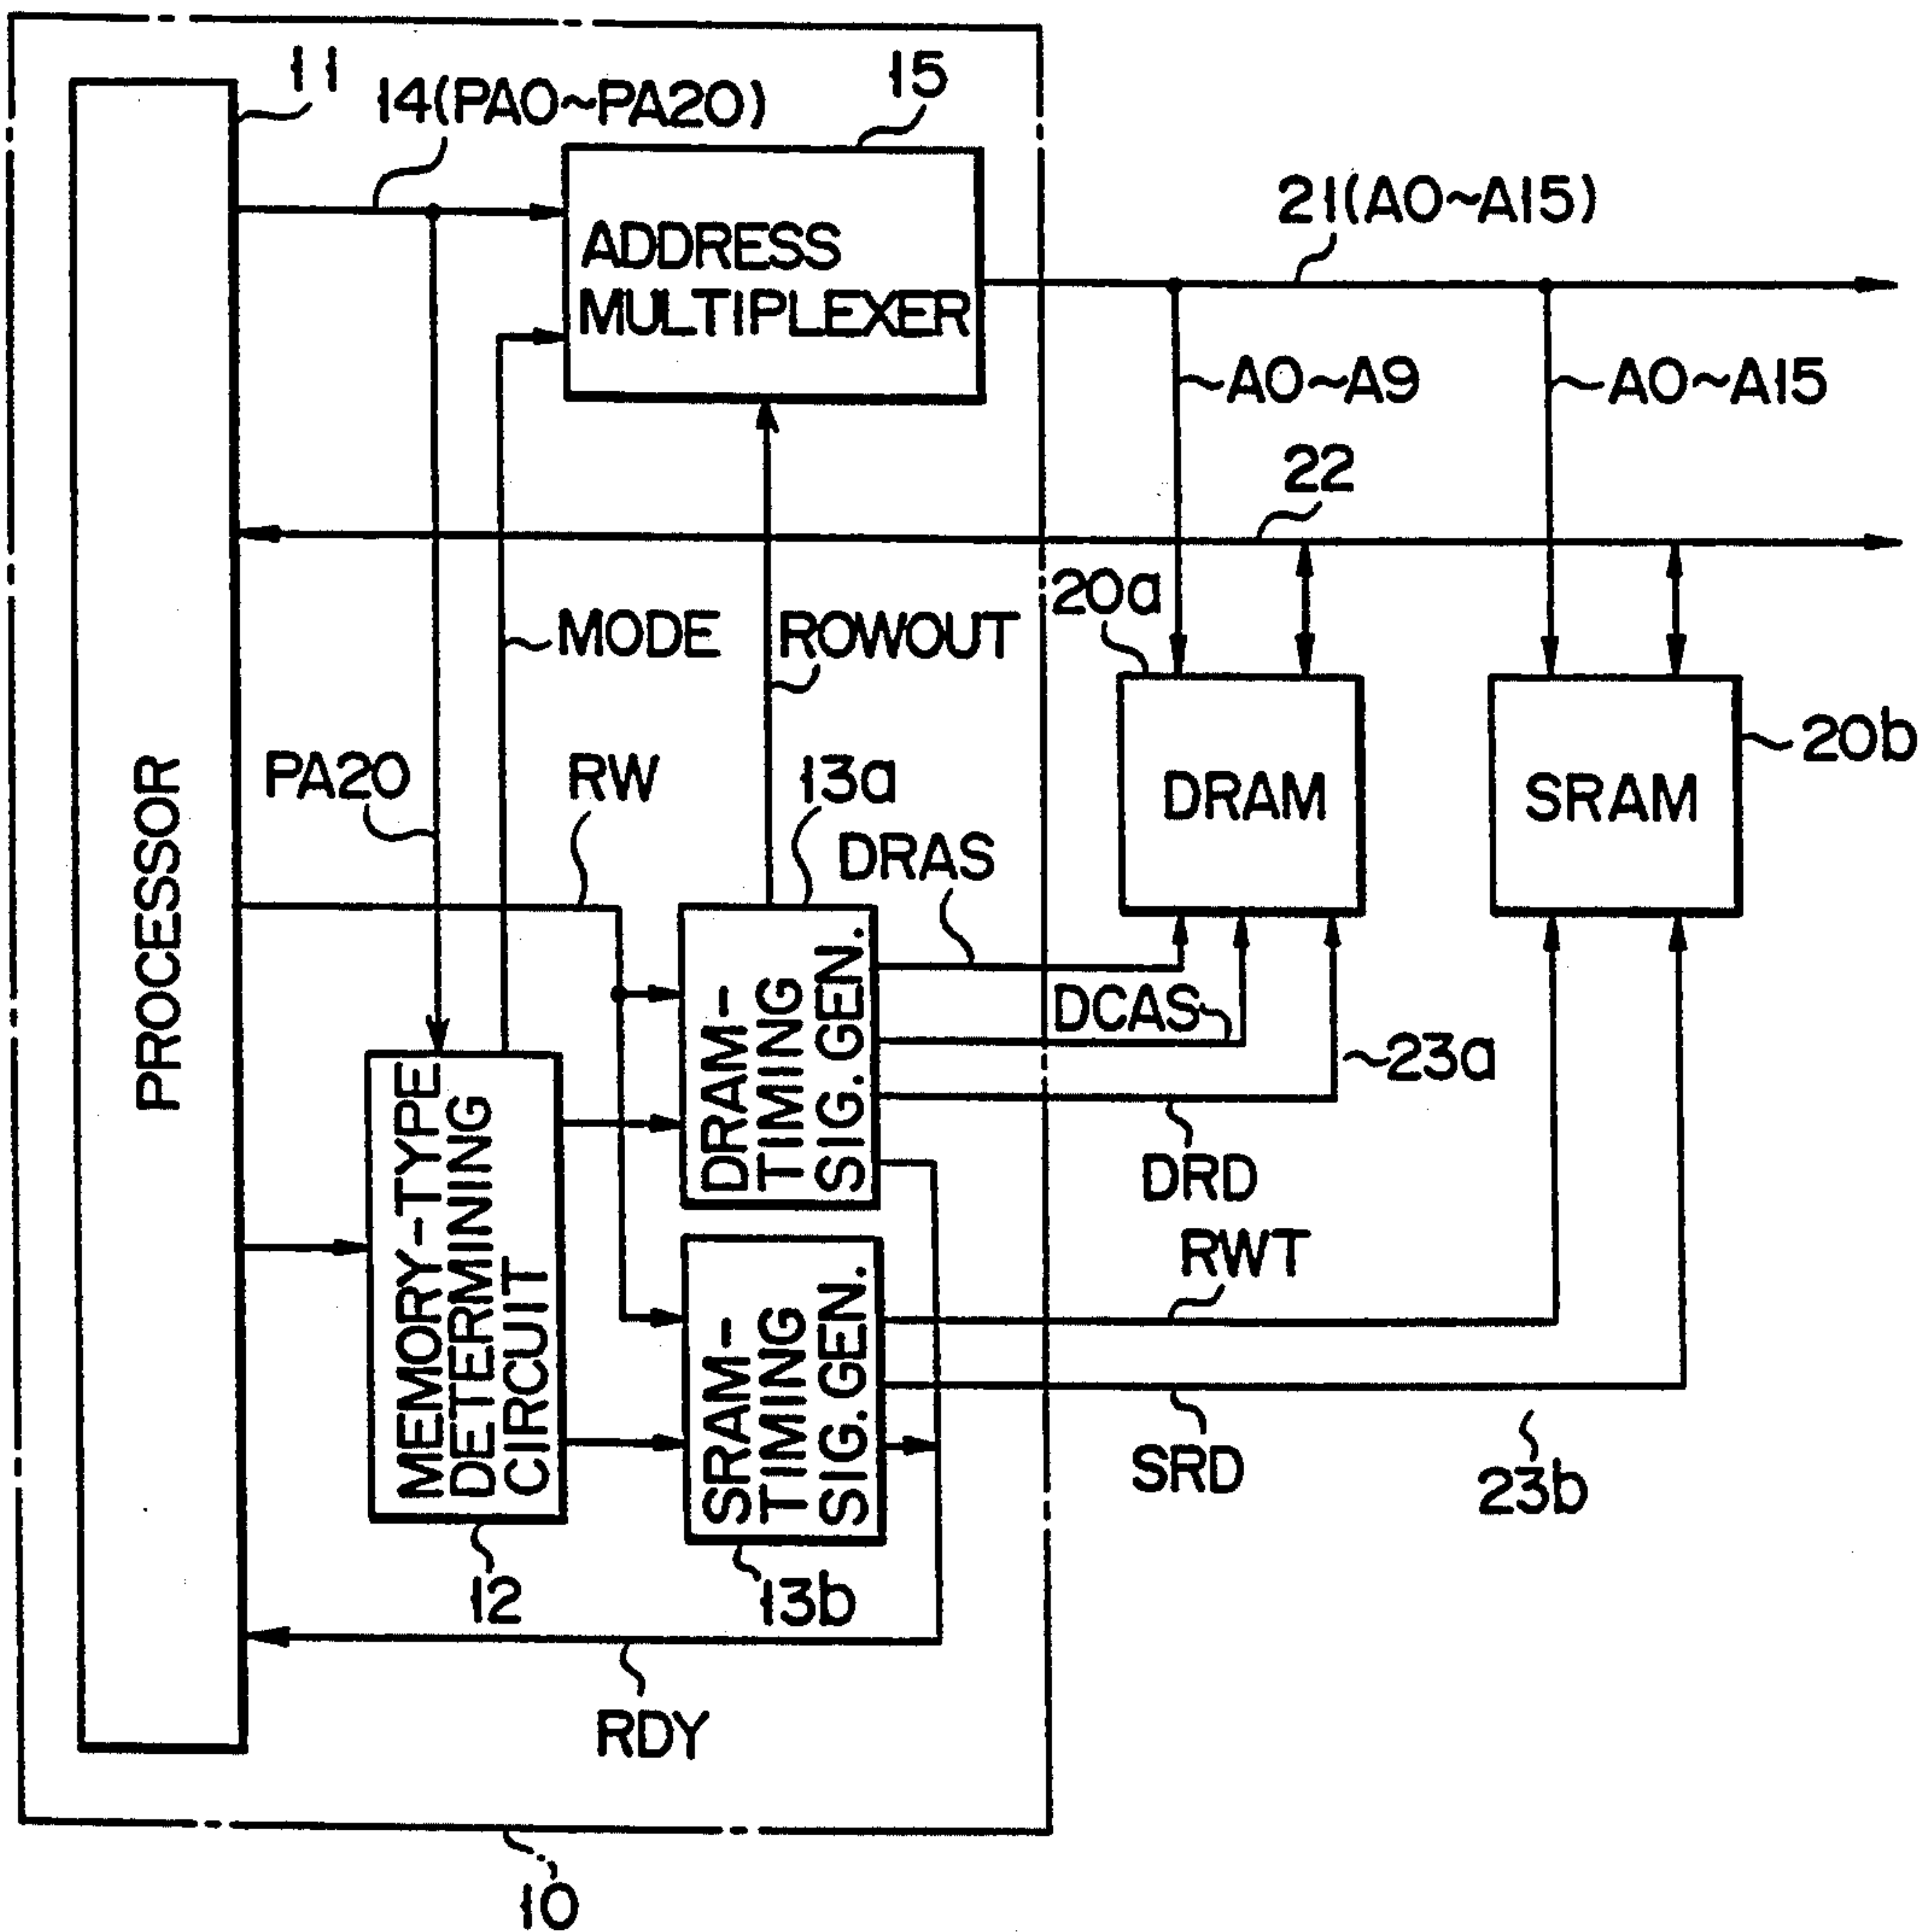 11
14(PA0~PA20)
15
ADDRESS
MULTIPLEXER
21(A0~A15)
A0~A9
A0~A15
22
20a
MODE
ROWOUT
PROCESSOR
PA20
RW
13a
DRAS
DRAM
SRAM
20b
DCAS
23a
DRAM-
TIMING
SIG. GEN.
MEMORY-TYPE
DETERMINING
CIRCUIT
DRD
RWT
SRAM-
TIMING
SIG. GEN.
SRD
23b
12
13b
RDY
10